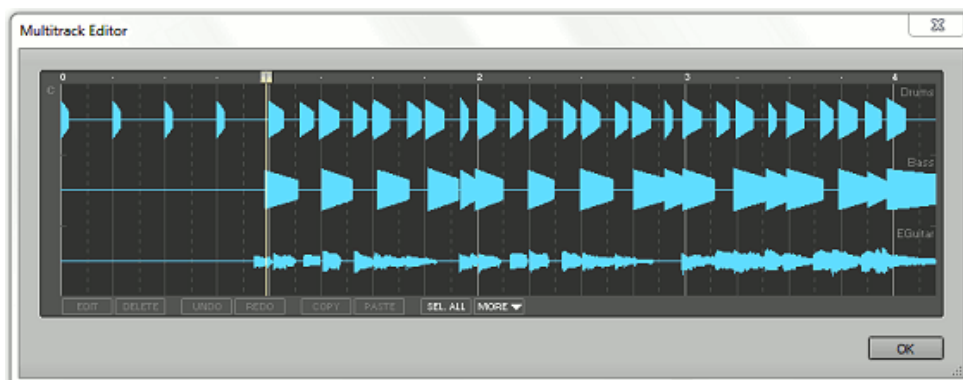 Multitrack Editor
0 1 2 3 4
C
Drums
Bass
EGuitar
EDIT DELETE UNDO REDO COPY PASTE SEL. ALL MORE
OK